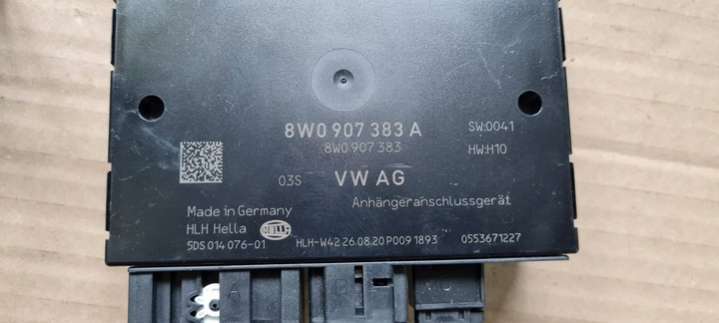 8W0 907 383 A
SW:0041
8W0 907 383
HW:H10
03S
VW AG
Anhängeranschlussgerät
Made in Germany
HLH Hella
HELLA
5DS 014 076-01
HLH-W42 26.08.20 P009 1893
0553671227
A